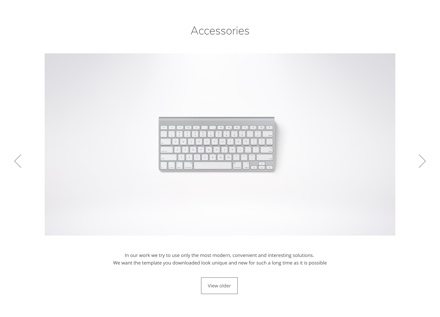 Accessories
In our work we try to use only the most modern, convenient and interesting solutions.
We want the template you downloaded look unique and new for such a long time as it is possible
View older